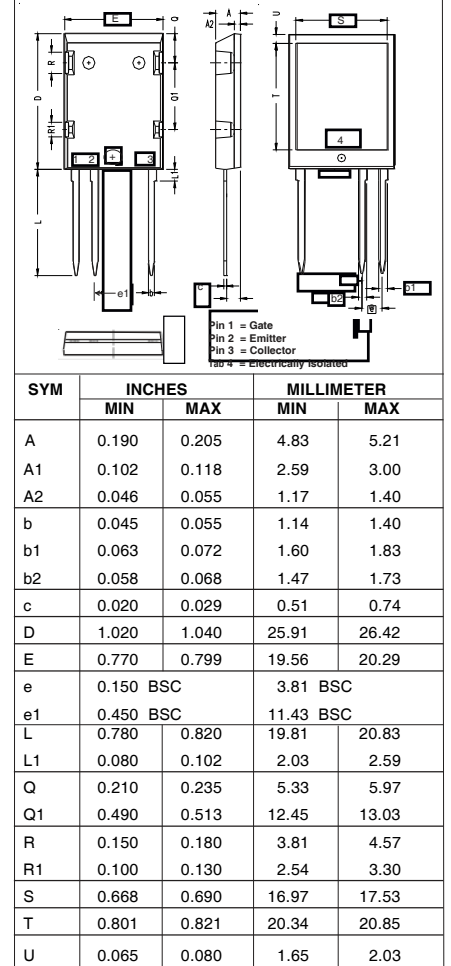 E
Q
A
A2
S
U
R
D
Q1
T
R1
4
1 2
3
L1
L
e1
b
c
b2
b1
e
Pin 1 = Gate
Pin 2 = Emitter
Pin 3 = Collector
Tab 4 = Electrically Isolated
SYM INCHES MILLIMETER
MIN MAX MIN MAX
A 0.190 0.205 4.83 5.21
A1 0.102 0.118 2.59 3.00
A2 0.046 0.055 1.17 1.40
b 0.045 0.055 1.14 1.40
b1 0.063 0.072 1.60 1.83
b2 0.058 0.068 1.47 1.73
c 0.020 0.029 0.51 0.74
D 1.020 1.040 25.91 26.42
E 0.770 0.799 19.56 20.29
e 0.150 BSC 3.81 BSC
e1 0.450 BSC 11.43 BSC
L 0.780 0.820 19.81 20.83
L1 0.080 0.102 2.03 2.59
Q 0.210 0.235 5.33 5.97
Q1 0.490 0.513 12.45 13.03
R 0.150 0.180 3.81 4.57
R1 0.100 0.130 2.54 3.30
S 0.668 0.690 16.97 17.53
T 0.801 0.821 20.34 20.85
U 0.065 0.080 1.65 2.03